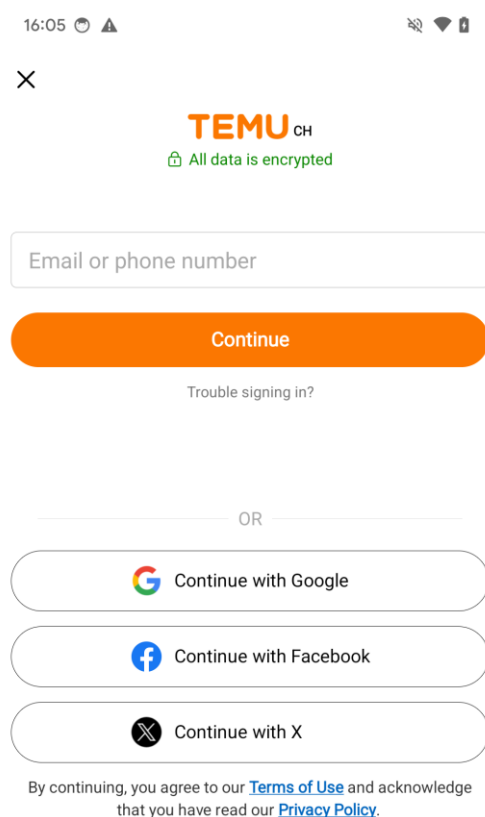 16:05
TEMU CH
All data is encrypted
Email or phone number
Continue
Trouble signing in?
OR
Continue with Google
Continue with Facebook
Continue with X
By continuing, you agree to our Terms of Use and acknowledge
that you have read our Privacy Policy.